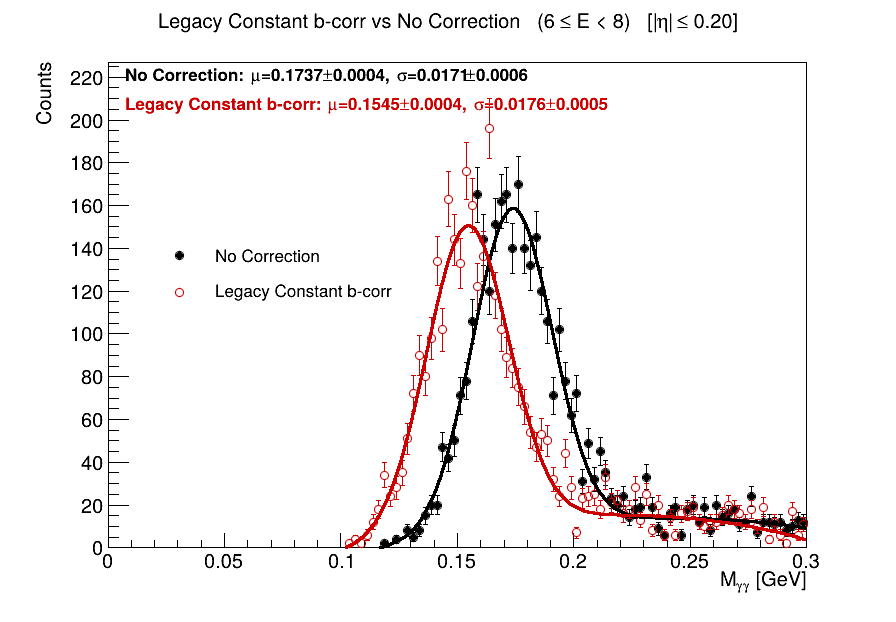 Legacy Constant b-corr vs No Correction (6 ≤ E < 8) [|η| ≤ 0.20]
Counts
No Correction: μ=0.1737±0.0004, σ=0.0171±0.0006
Legacy Constant b-corr: μ=0.1545±0.0004, σ=0.0176±0.0005
220
200
180
160
140
120
100
80
60
40
20
0
No Correction
Legacy Constant b-corr
0 0.05 0.1 0.15 0.2 0.25 0.3
Mγγ [GeV]